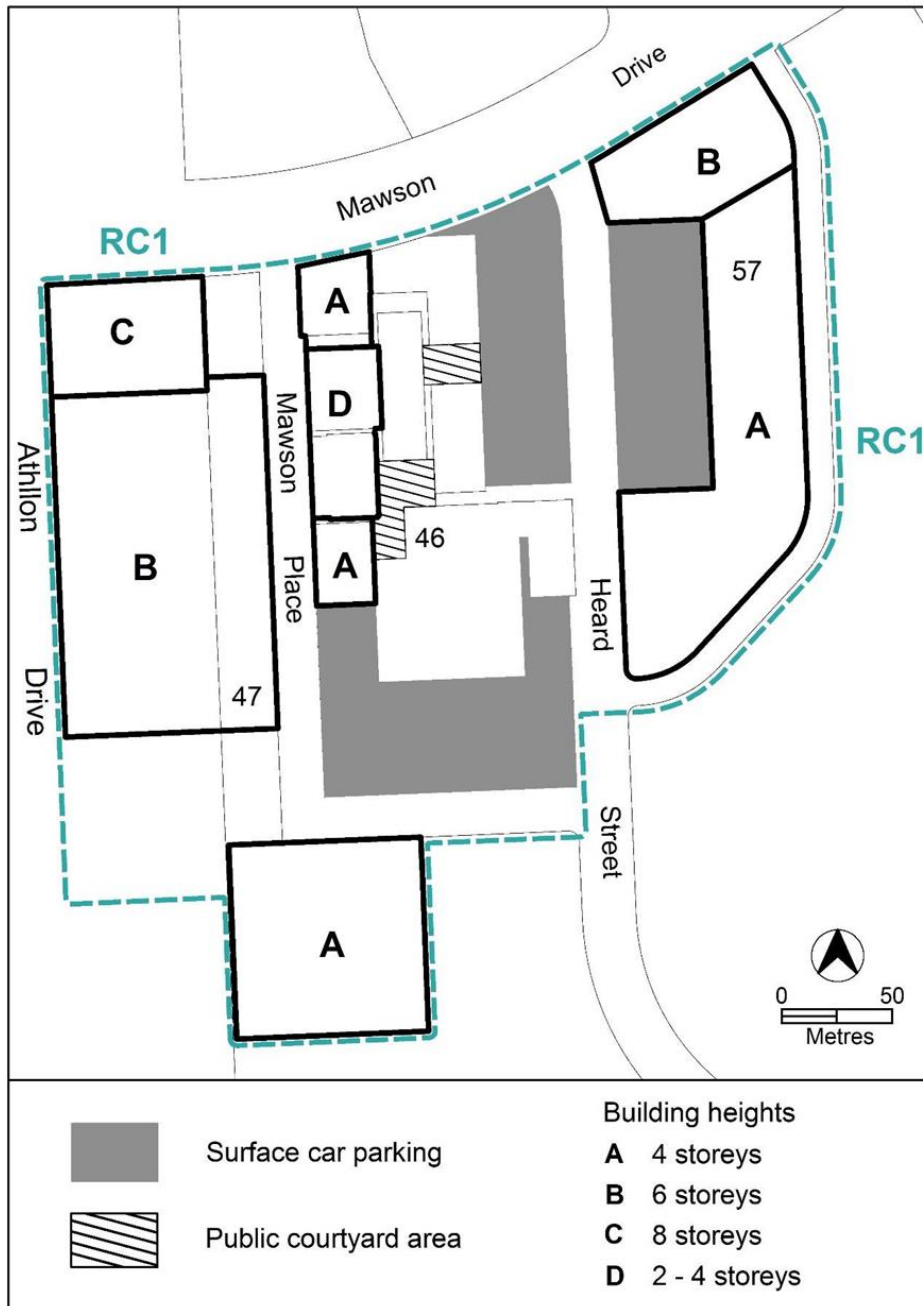 Drive
Mawson
RC1
B
A
57
C
D
Mawson
RC1
A
Athllon
B
Place
A
46
Heard
Drive
47
Street
A
0 50
Metres
Surface car parking
Public courtyard area
Building heights
A 4 storeys
B 6 storeys
C 8 storeys
D 2 - 4 storeys